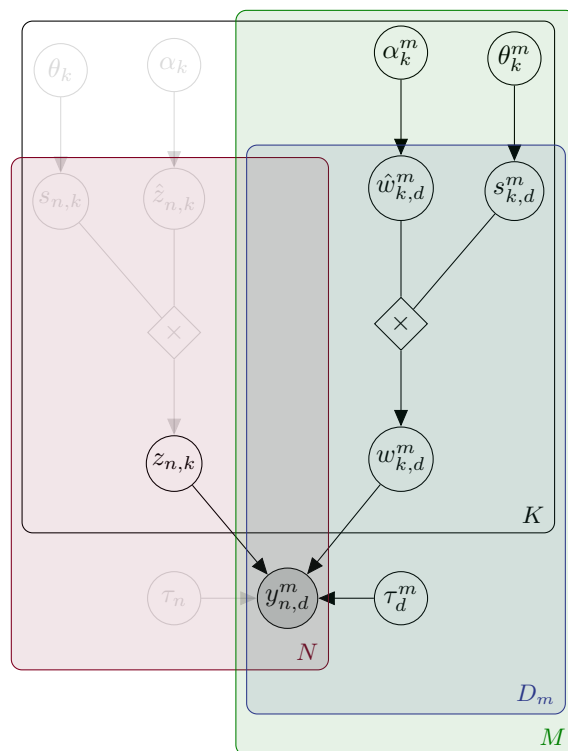 θ_k α_k α_k^m θ_k^m
s_{n,k} ẑ_{n,k} ŵ_{k,d}^m s_{k,d}^m
× ×
z_{n,k} w_{k,d}^m
K
τ_n y_{n,d}^m τ_d^m
N
D_m
M